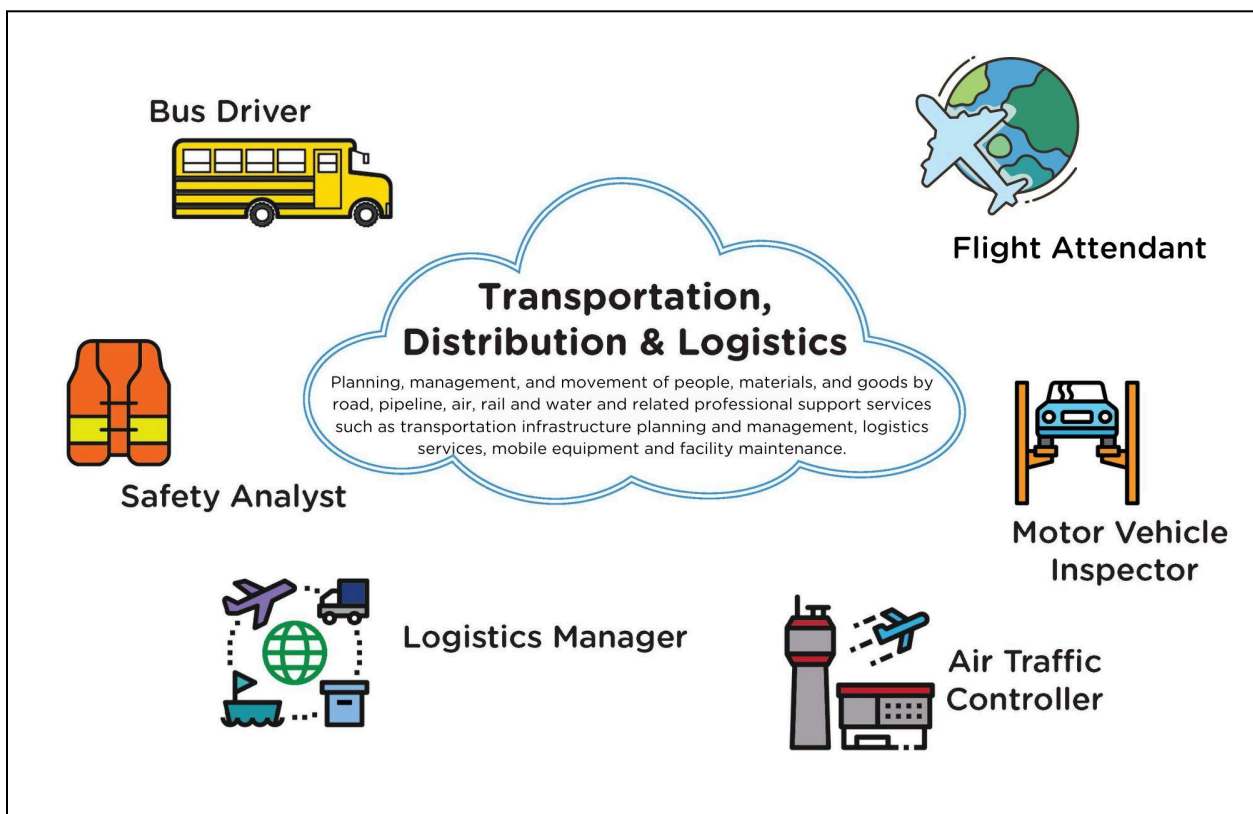 Bus Driver
Flight Attendant
Transportation,
Distribution & Logistics
Planning, management, and movement of people, materials, and goods by
road, pipeline, air, rail and water and related professional support services
such as transportation infrastructure planning and management, logistics
services, mobile equipment and facility maintenance.
Safety Analyst
Motor Vehicle
Inspector
Logistics Manager
Air Traffic
Controller